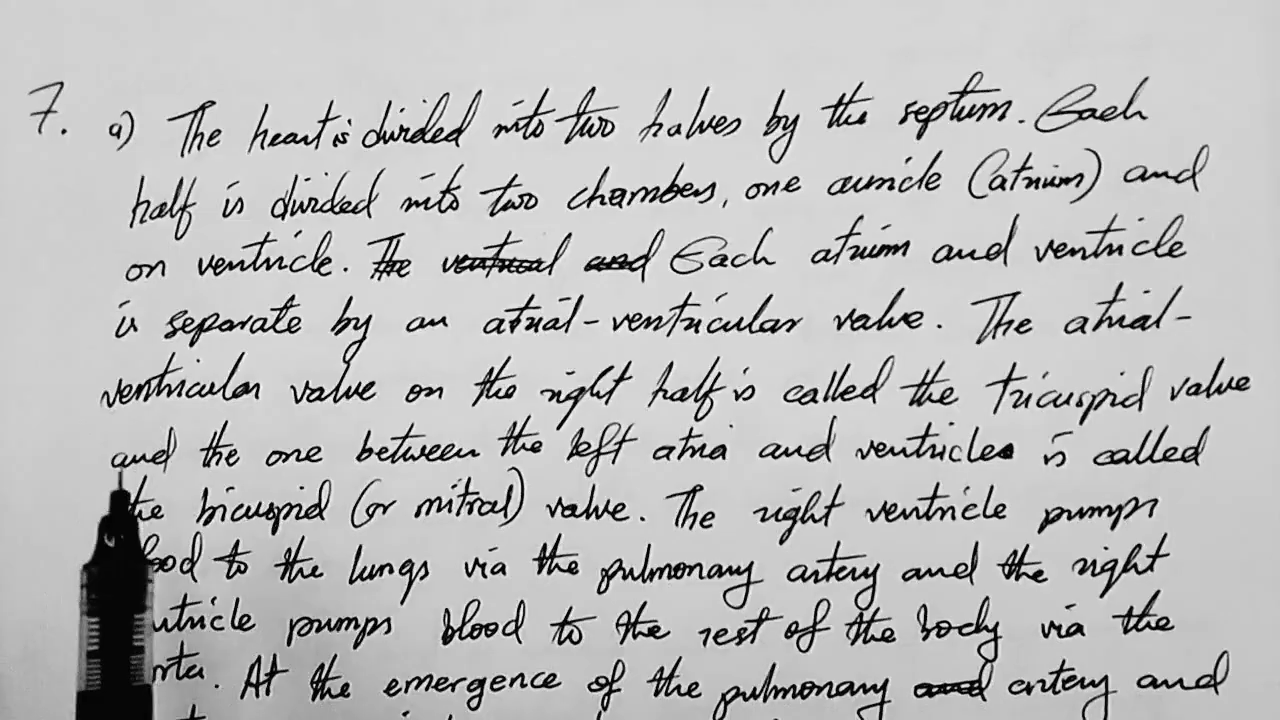 7. a) The heart is divided into two halves by the septum. Each
half is divided into two chambers, one auricle (atrium) and
on ventricle. The ventrical and Each atrium and ventricle
is separate by an atrial-ventricular valve. The atrial-
ventricular valve on the right half is called the tricuspid valve
and the one between the left atria and ventricle is called
the bicuspid (or mitral) valve. The right ventricle pumps
to the lungs via the pulmonary artery and the right
pumps blood to the rest of the body via the
At the emergence of the pulmonary and artery and